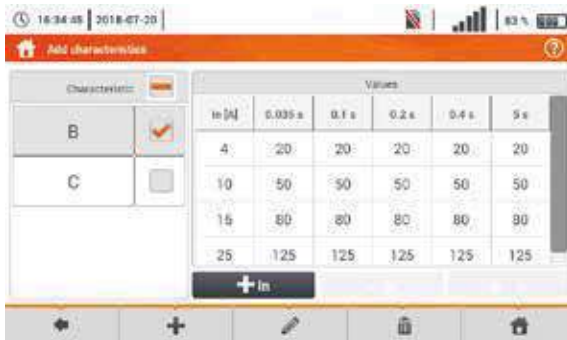 16:34:45 2018-07-20 83 %
Add characteristics
Characteristic Values
In [A] 0.035 s 0.1 s 0.2 s 0.4 s 5 s
B
4 20 20 20 20 20
C
10 50 50 50 50 50
16 80 80 80 80 80
25 125 125 125 125 125
+ In